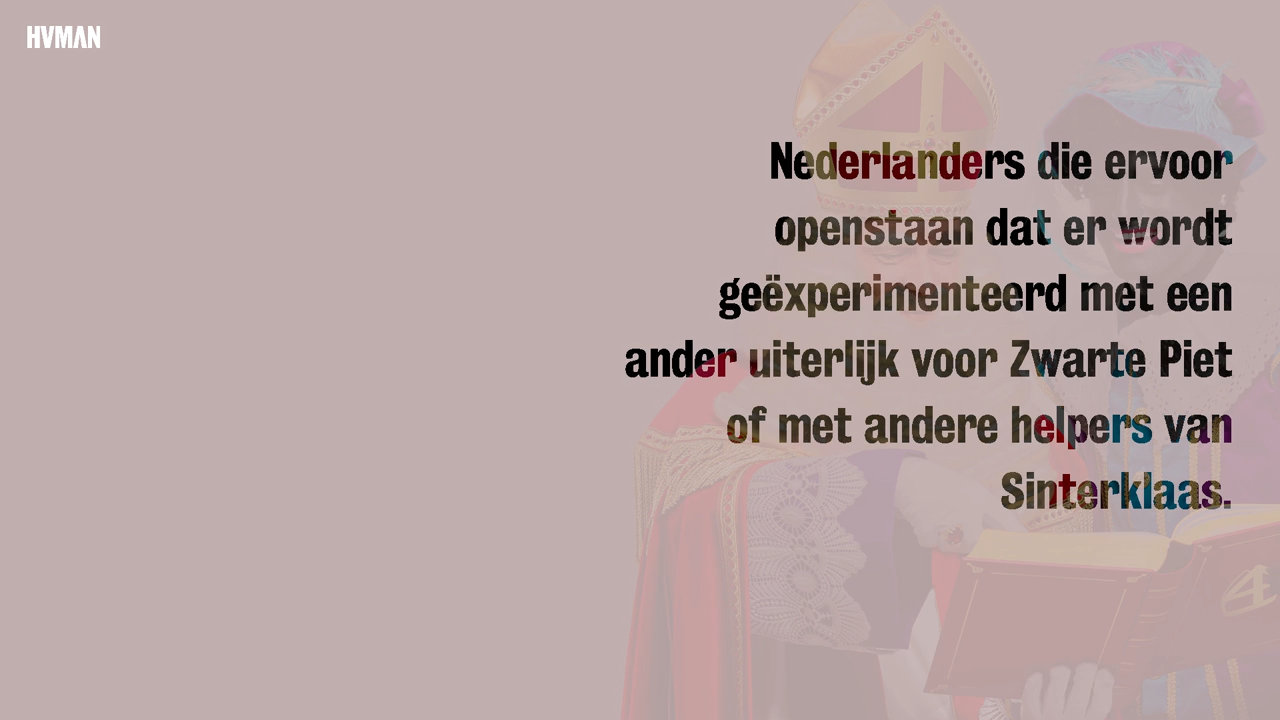 HVMAN
Nederlanders die ervoor
openstaan dat er wordt
geëxperimenteerd met een
ander uiterlijk voor Zwarte Piet
of met andere helpers van
Sinterklaas.